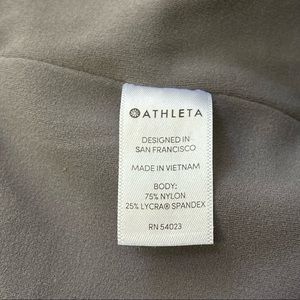 ATHLETA
DESIGNED IN
SAN FRANCISCO
MADE IN VIETNAM
BODY:
75% NYLON
25% LYCRA® SPANDEX
RN 54023